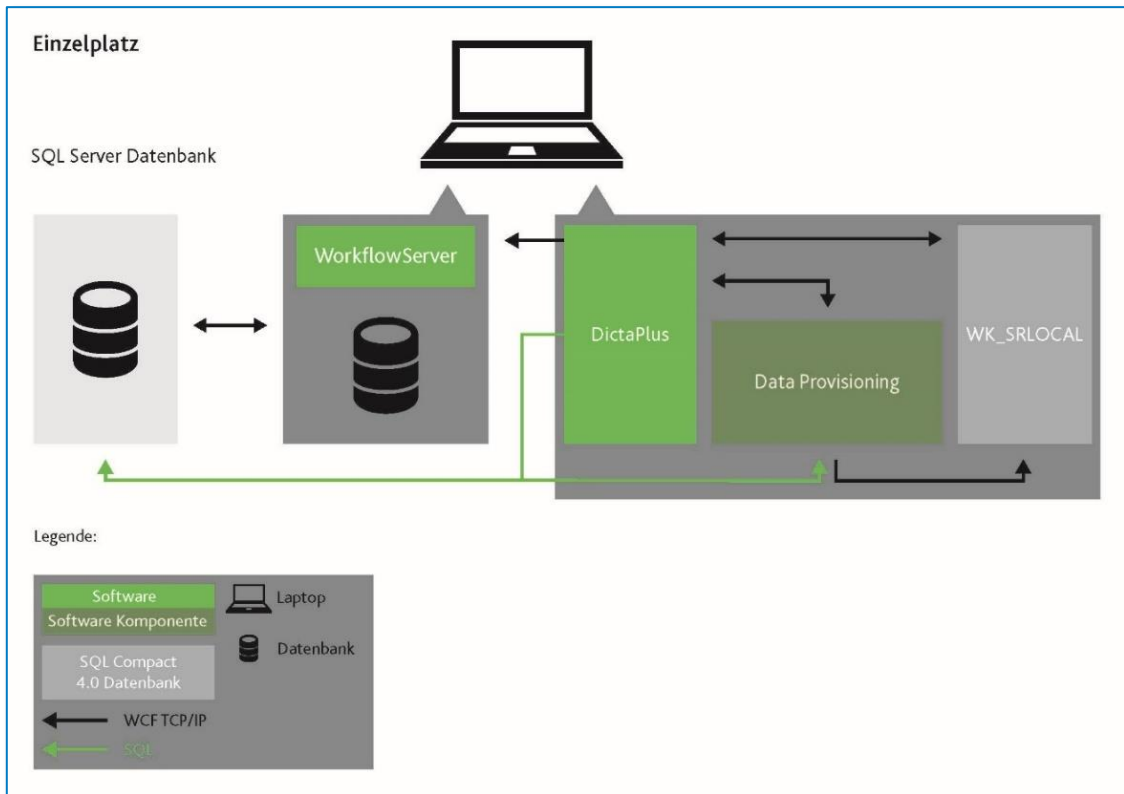 Einzelplatz
SQL Server Datenbank
WorkflowServer
DictaPlus
WK_SRLOCAL
Data Provisioning
Legende:
Software
Software Komponente
SQL Compact
4.0 Datenbank
Laptop
Datenbank
WCF TCP/IP
SQL